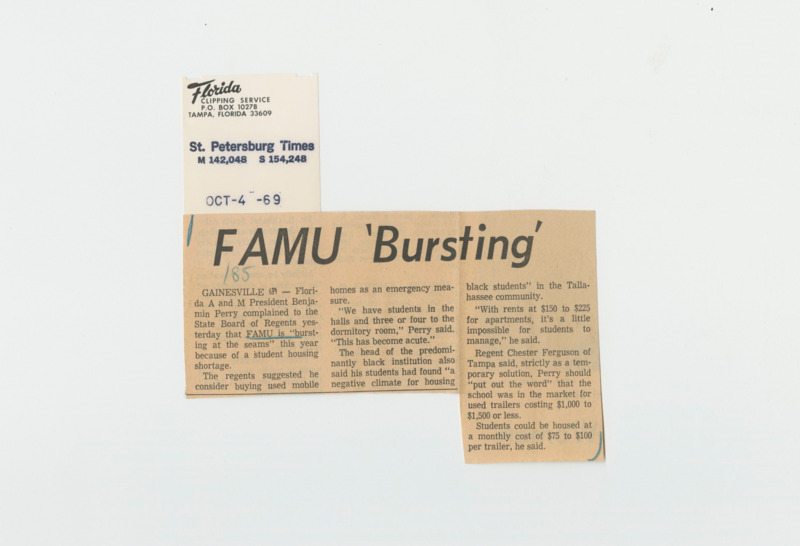 Florida
CLIPPING SERVICE
P.O. BOX 10278
TAMPA, FLORIDA 33609
St. Petersburg Times
M 142,048 S 154,248
OCT-4 -69
FAMU 'Bursting'
185
GAINESVILLE (AP) — Flori-
da A and M President Benja-
min Perry complained to the
State Board of Regents yes-
terday that FAMU is "burst-
ing at the seams" this year
because of a student housing
shortage.
The regents suggested he
consider buying used mobile
homes as an emergency mea-
sure.
"We have students in the
halls and three or four to the
dormitory room," Perry said.
"This has become acute."
The head of the predomi-
nantly black institution also
said his students had found "a
negative climate for housing
black students" in the Talla-
hassee community.
"With rents at $150 to $225
for apartments, it's a little
impossible for students to
manage," he said.
Regent Chester Ferguson of
Tampa said, strictly as a tem-
porary solution, Perry should
"put out the word" that the
school was in the market for
used trailers costing $1,000 to
$1,500 or less.
Students could be housed at
a monthly cost of $75 to $100
per trailer, he said.